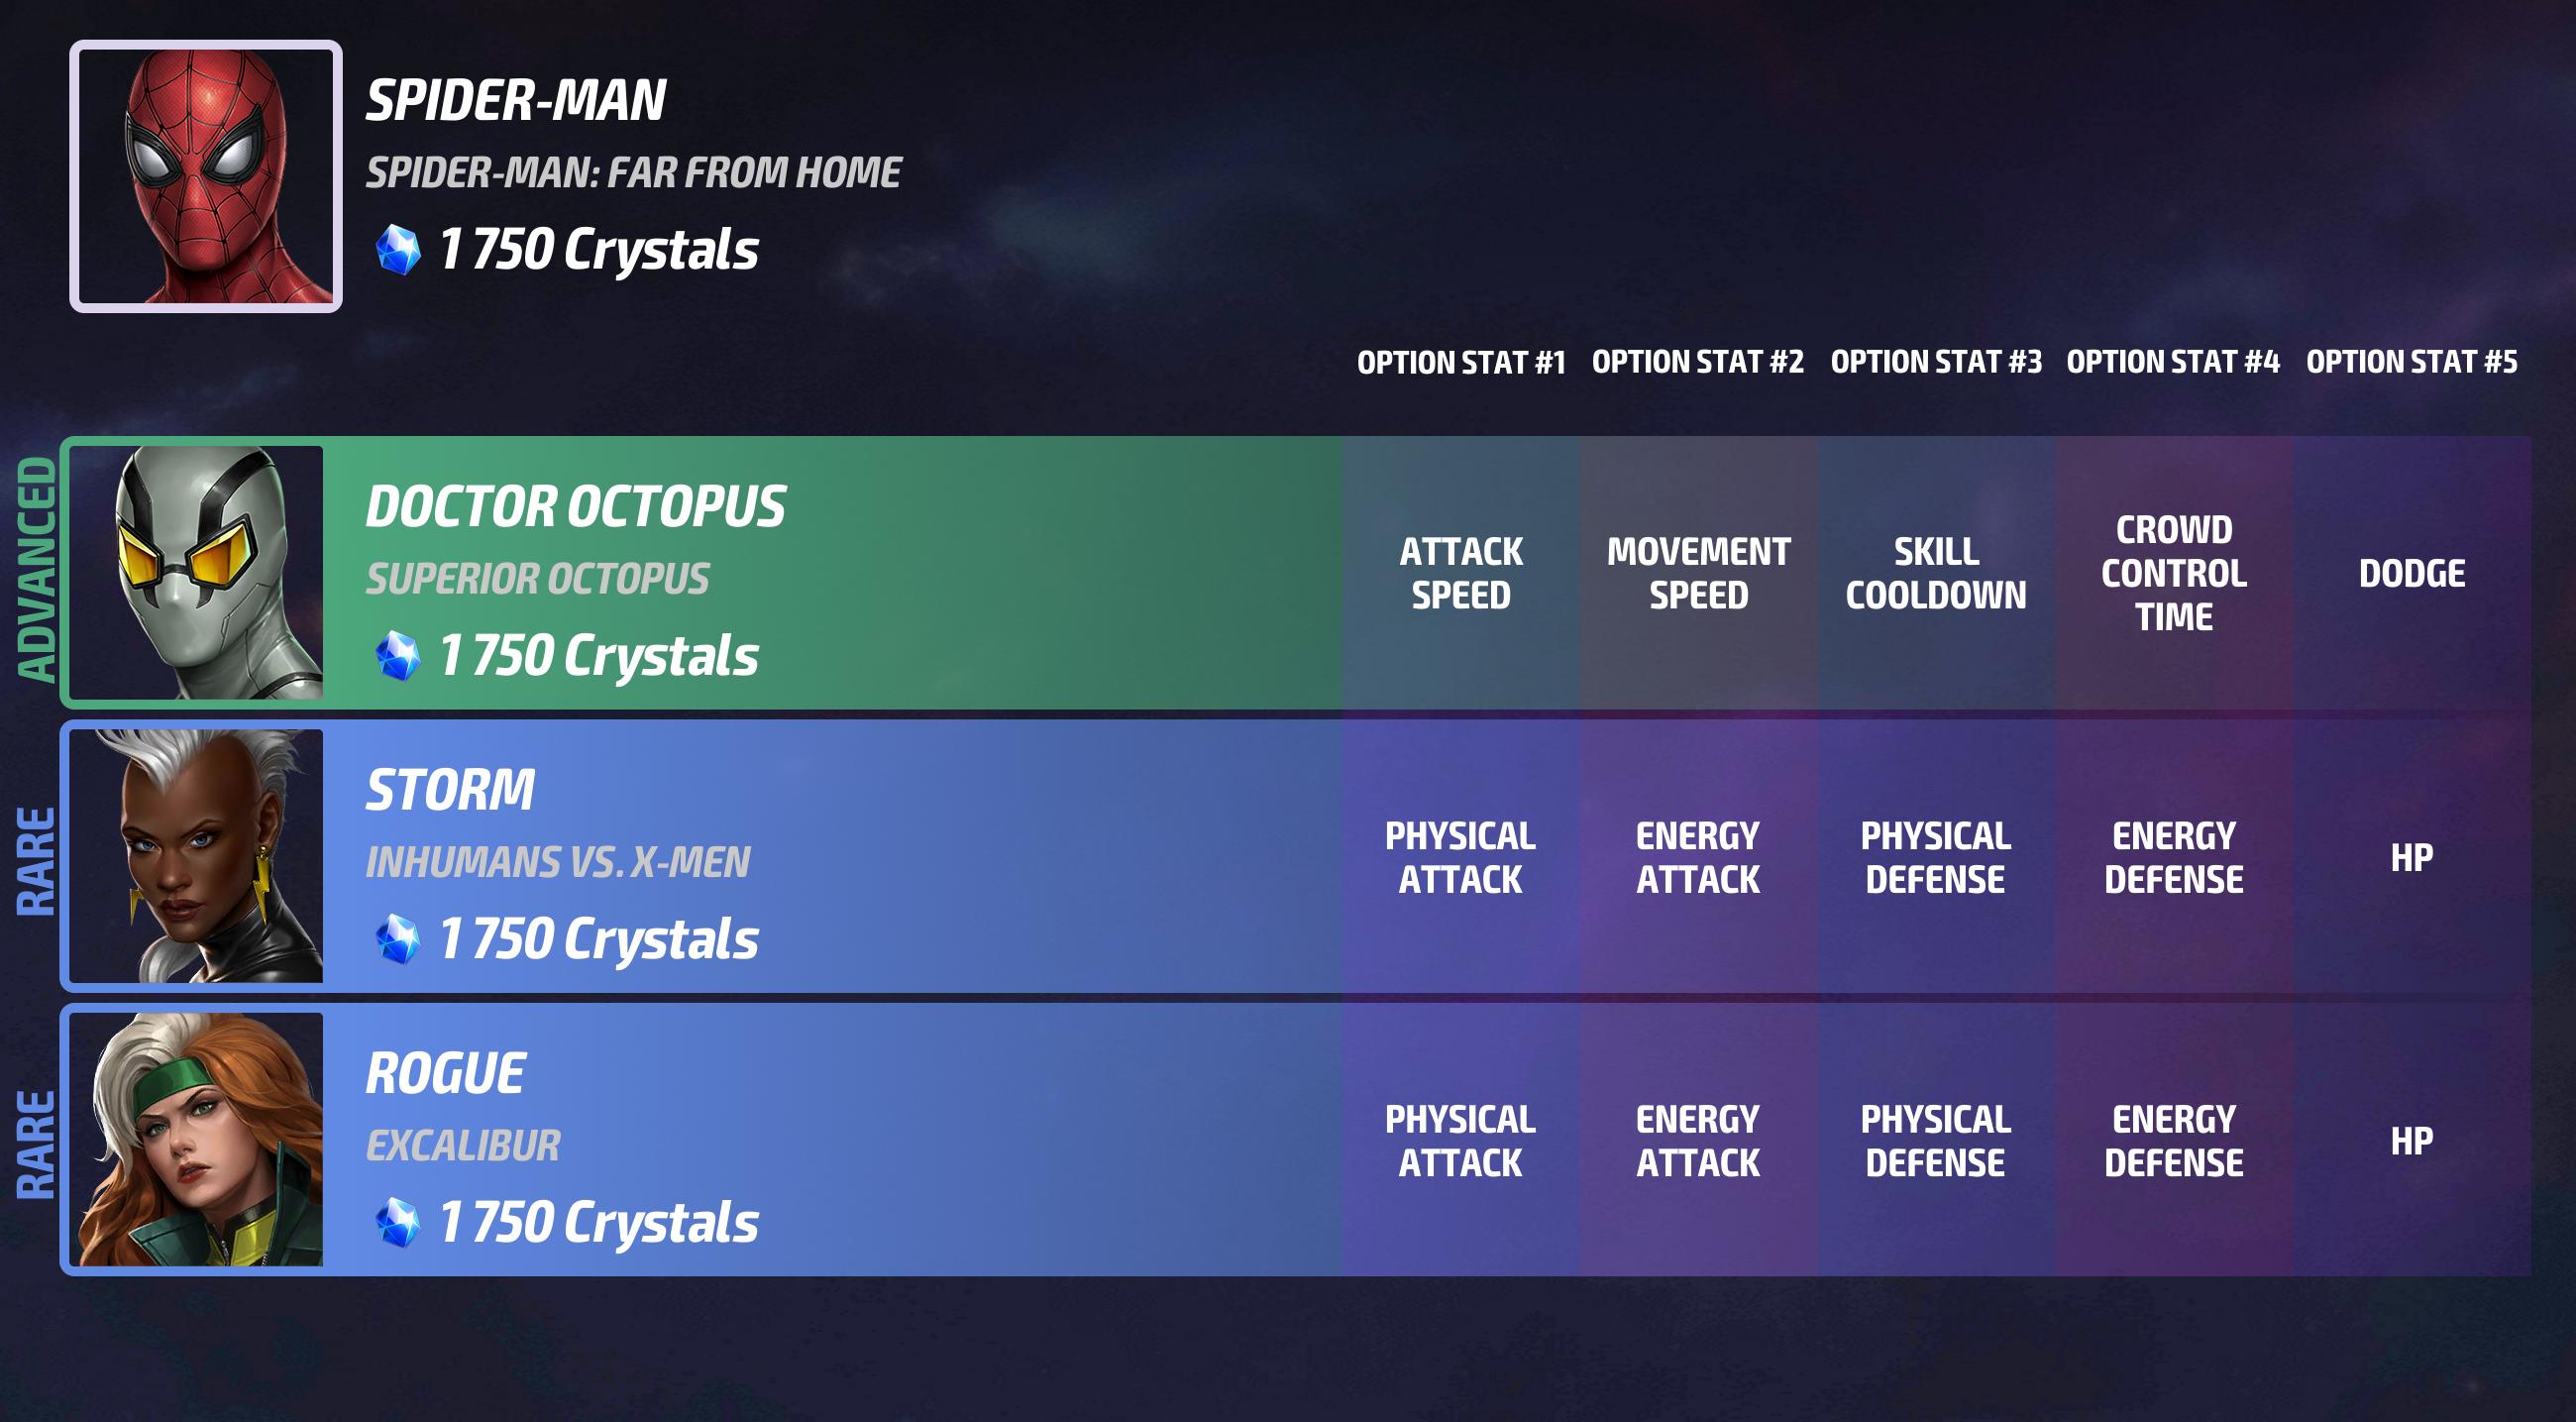 SPIDER-MAN
SPIDER-MAN: FAR FROM HOME
1 750 Crystals
OPTION STAT #1 OPTION STAT #2 OPTION STAT #3 OPTION STAT #4 OPTION STAT #5
ADVANCED
DOCTOR OCTOPUS
SUPERIOR OCTOPUS
1 750 Crystals
ATTACK
SPEED
MOVEMENT
SPEED
SKILL
COOLDOWN
CROWD
CONTROL
TIME
DODGE
RARE
STORM
INHUMANS VS. X-MEN
1 750 Crystals
PHYSICAL
ATTACK
ENERGY
ATTACK
PHYSICAL
DEFENSE
ENERGY
DEFENSE
HP
RARE
ROGUE
EXCALIBUR
1 750 Crystals
PHYSICAL
ATTACK
ENERGY
ATTACK
PHYSICAL
DEFENSE
ENERGY
DEFENSE
HP